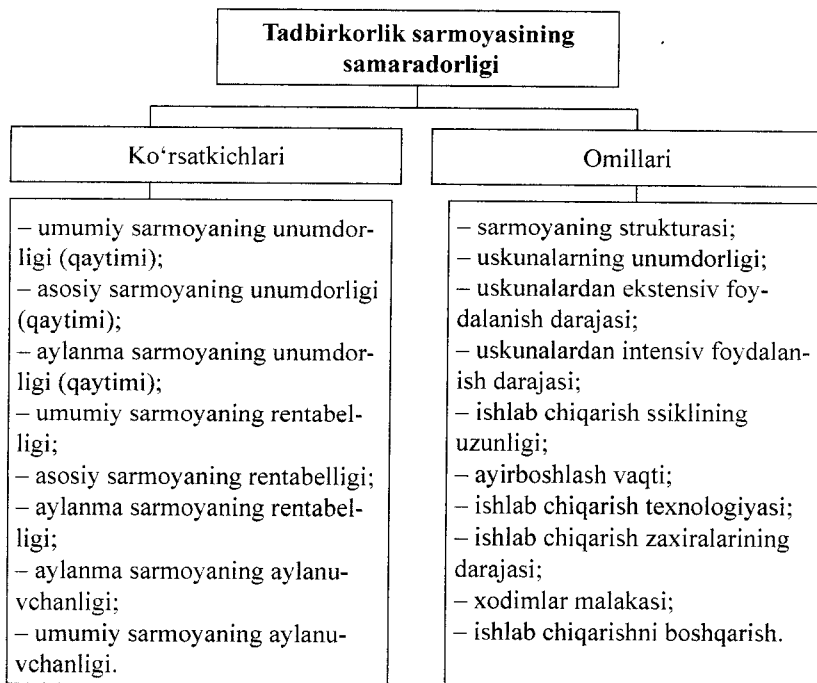 Tadbirkorlik sarmoyasining
samaradorligi
Ko‘rsatkichlari
– umumiy sarmoyaning unumdor-
ligi (qaytimi);
– asosiy sarmoyaning unumdorligi
(qaytimi);
– aylanma sarmoyaning unumdor-
ligi (qaytimi);
– umumiy sarmoyaning rentabel-
ligi;
– asosiy sarmoyaning rentabelligi;
– aylanma sarmoyaning rentabel-
ligi;
– aylanma sarmoyaning aylanu-
vchanligi;
– umumiy sarmoyaning aylanu-
vchanligi.
Omillari
– sarmoyaning strukturasi;
– uskunalarning unumdorligi;
– uskunalardan ekstensiv foy-
dalanish darajasi;
– uskunalardan intensiv foydalan-
ish darajasi;
– ishlab chiqarish ssiklining
uzunligi;
– ayirboshlash vaqti;
– ishlab chiqarish texnologiyasi;
– ishlab chiqarish zaxiralarining
darajasi;
– xodimlar malakasi;
– ishlab chiqarishni boshqarish.